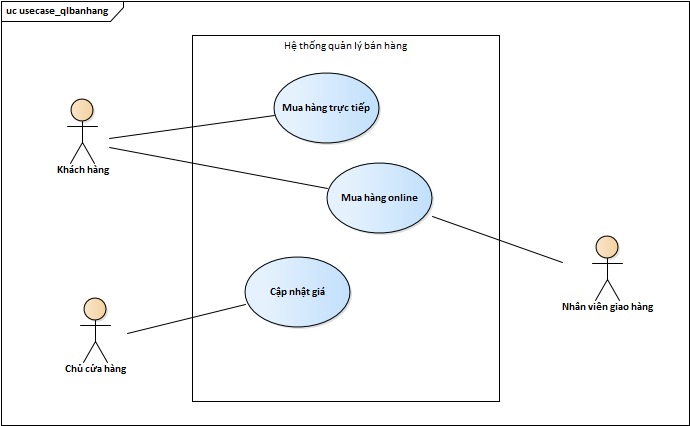 uc usecase_qlbanhang
Hệ thống quản lý bán hàng
Mua hàng trực tiếp
Khách hàng
Mua hàng online
Nhân viên giao hàng
Cập nhật giá
Chủ cửa hàng